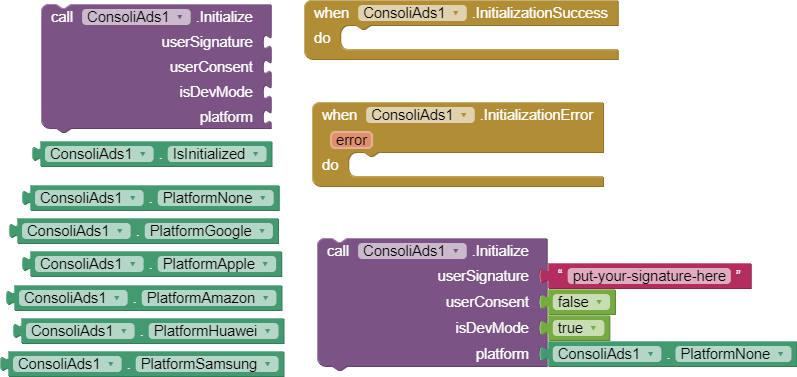 call ConsoliAds1 .Initialize
userSignature
userConsent
isDevMode
platform
ConsoliAds1 . IsInitialized
ConsoliAds1 . PlatformNone
ConsoliAds1 . PlatformGoogle
ConsoliAds1 . PlatformApple
ConsoliAds1 . PlatformAmazon
ConsoliAds1 . PlatformHuawei
ConsoliAds1 . PlatformSamsung
when ConsoliAds1 .InitializationSuccess
do
when ConsoliAds1 .InitializationError
error
do
call ConsoliAds1 .Initialize
userSignature “ put-your-signature-here ”
userConsent false
isDevMode true
platform ConsoliAds1 . PlatformNone